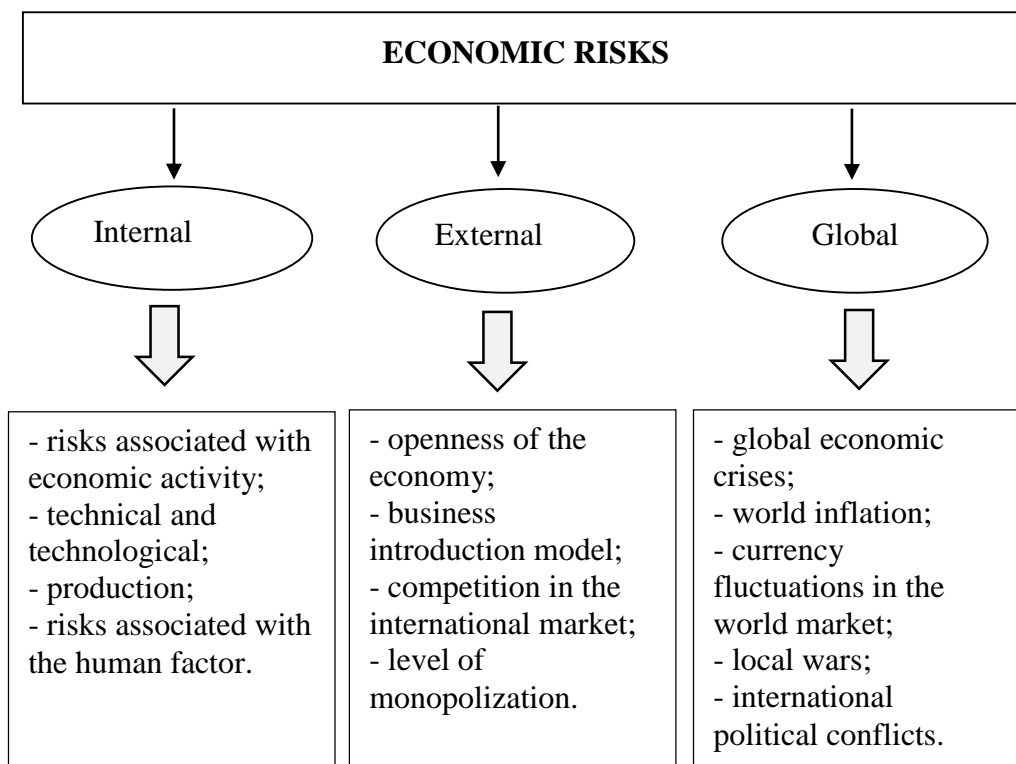 ECONOMIC RISKS
Internal
External
Global
- risks associated with
economic activity;
- technical and
technological;
- production;
- risks associated with
the human factor.
- openness of the
economy;
- business
introduction model;
- competition in the
international market;
- level of
monopolization.
- global economic
crises;
- world inflation;
- currency
fluctuations in the
world market;
- local wars;
- international
political conflicts.